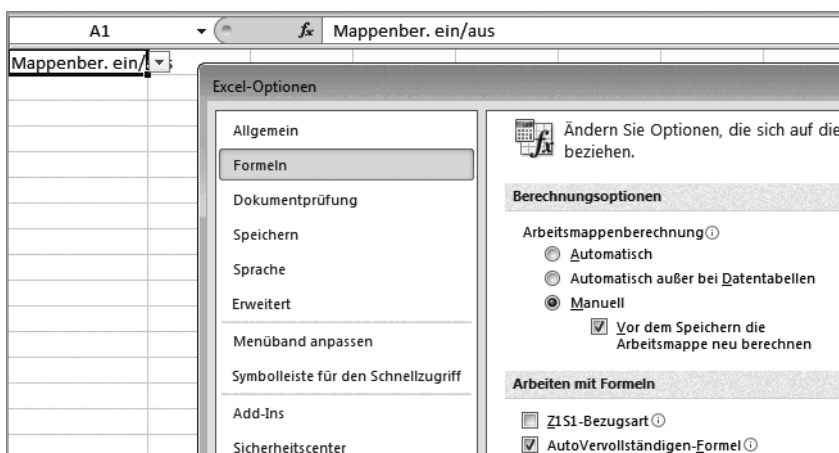 A1
fx
Mappenber. ein/aus
Mappenber. ein/
Excel-Optionen
Allgemein
Formeln
Dokumentprüfung
Speichern
Sprache
Erweitert
Menüband anpassen
Symbolleiste für den Schnellzugriff
Add-Ins
Sicherheitscenter
Ändern Sie Optionen, die sich auf die
beziehen.
Berechnungsoptionen
Arbeitsmappenberechnung
Automatisch
Automatisch außer bei Datentabellen
Manuell
Vor dem Speichern die
Arbeitsmappe neu berechnen
Arbeiten mit Formeln
Z1S1-Bezugsart
AutoVervollständigen-Formel